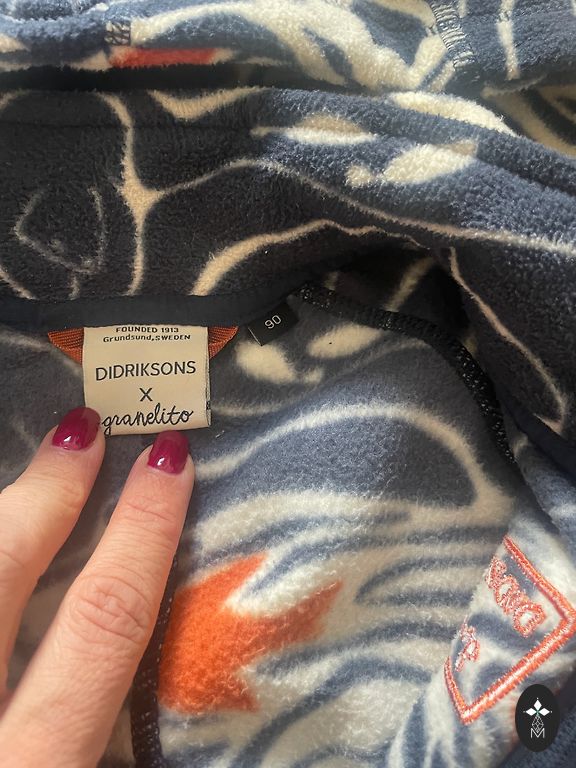 FOUNDED 1913
Grundsund, SWEDEN
DIDRIKSONS
X
granelito
90